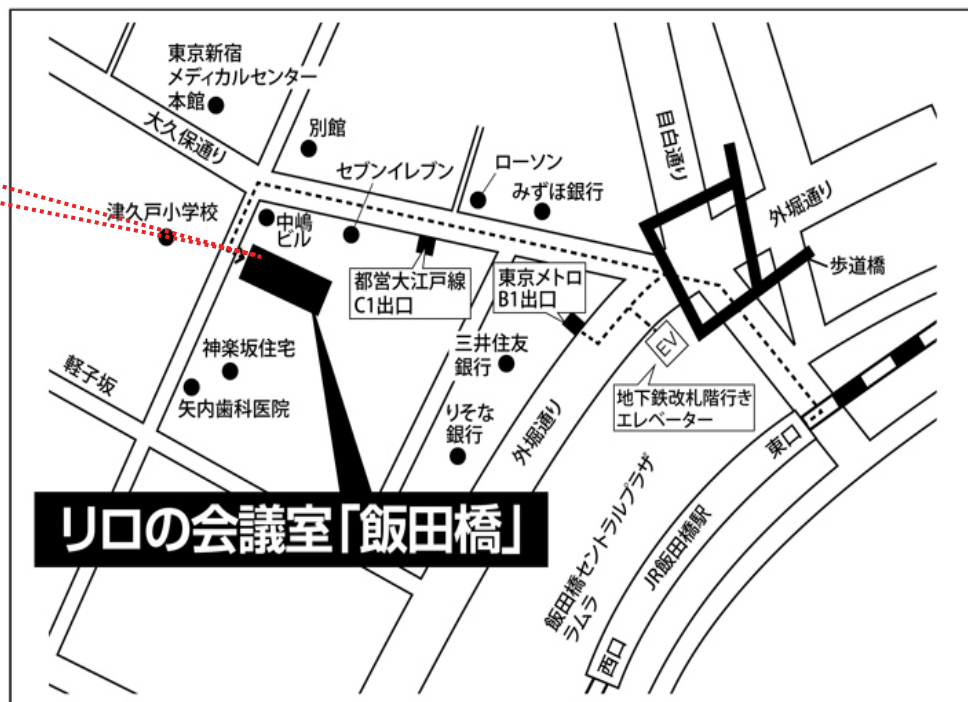 東京新宿
メディカルセンター
本館
大久保通り
別館
セブンイレブン
ローソン
みずほ銀行
目白通り
外堀通り
歩道橋
津久戸小学校
中嶋
ビル
都営大江戸線
C1出口
東京メトロ
B1出口
EV
三井住友
銀行
神楽坂住宅
軽子坂
矢内歯科医院
りそな
銀行
外堀通り
地下鉄改札階行き
エレベーター
東口
リロの会議室「飯田橋」
飯田橋セントラルプラザ
ラムラ
JR飯田橋駅
西口